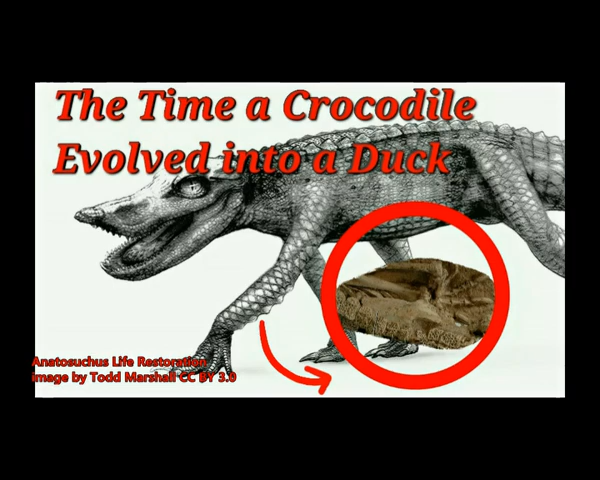 The Time a Crocodile
Evolved into a Duck
Anatosuchus Life Restoration
image by Todd Marshall CC BY 3.0